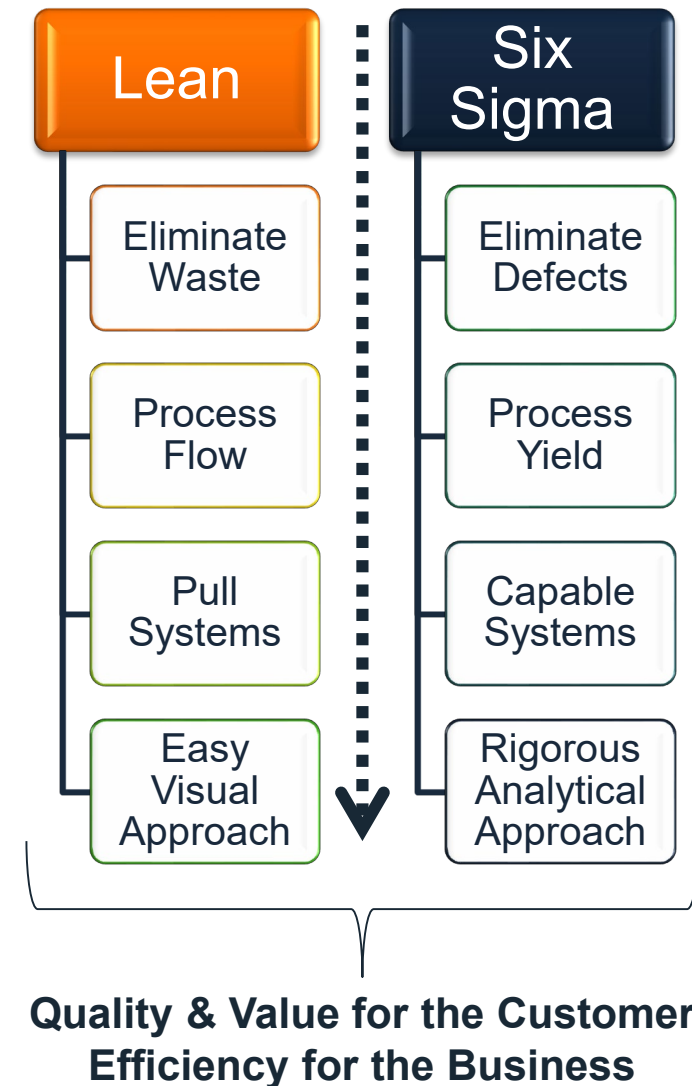 Lean
Eliminate
Waste
Process
Flow
Pull
Systems
Easy
Visual
Approach
Six
Sigma
Eliminate
Defects
Process
Yield
Capable
Systems
Rigorous
Analytical
Approach
Quality & Value for the Customer
Efficiency for the Business